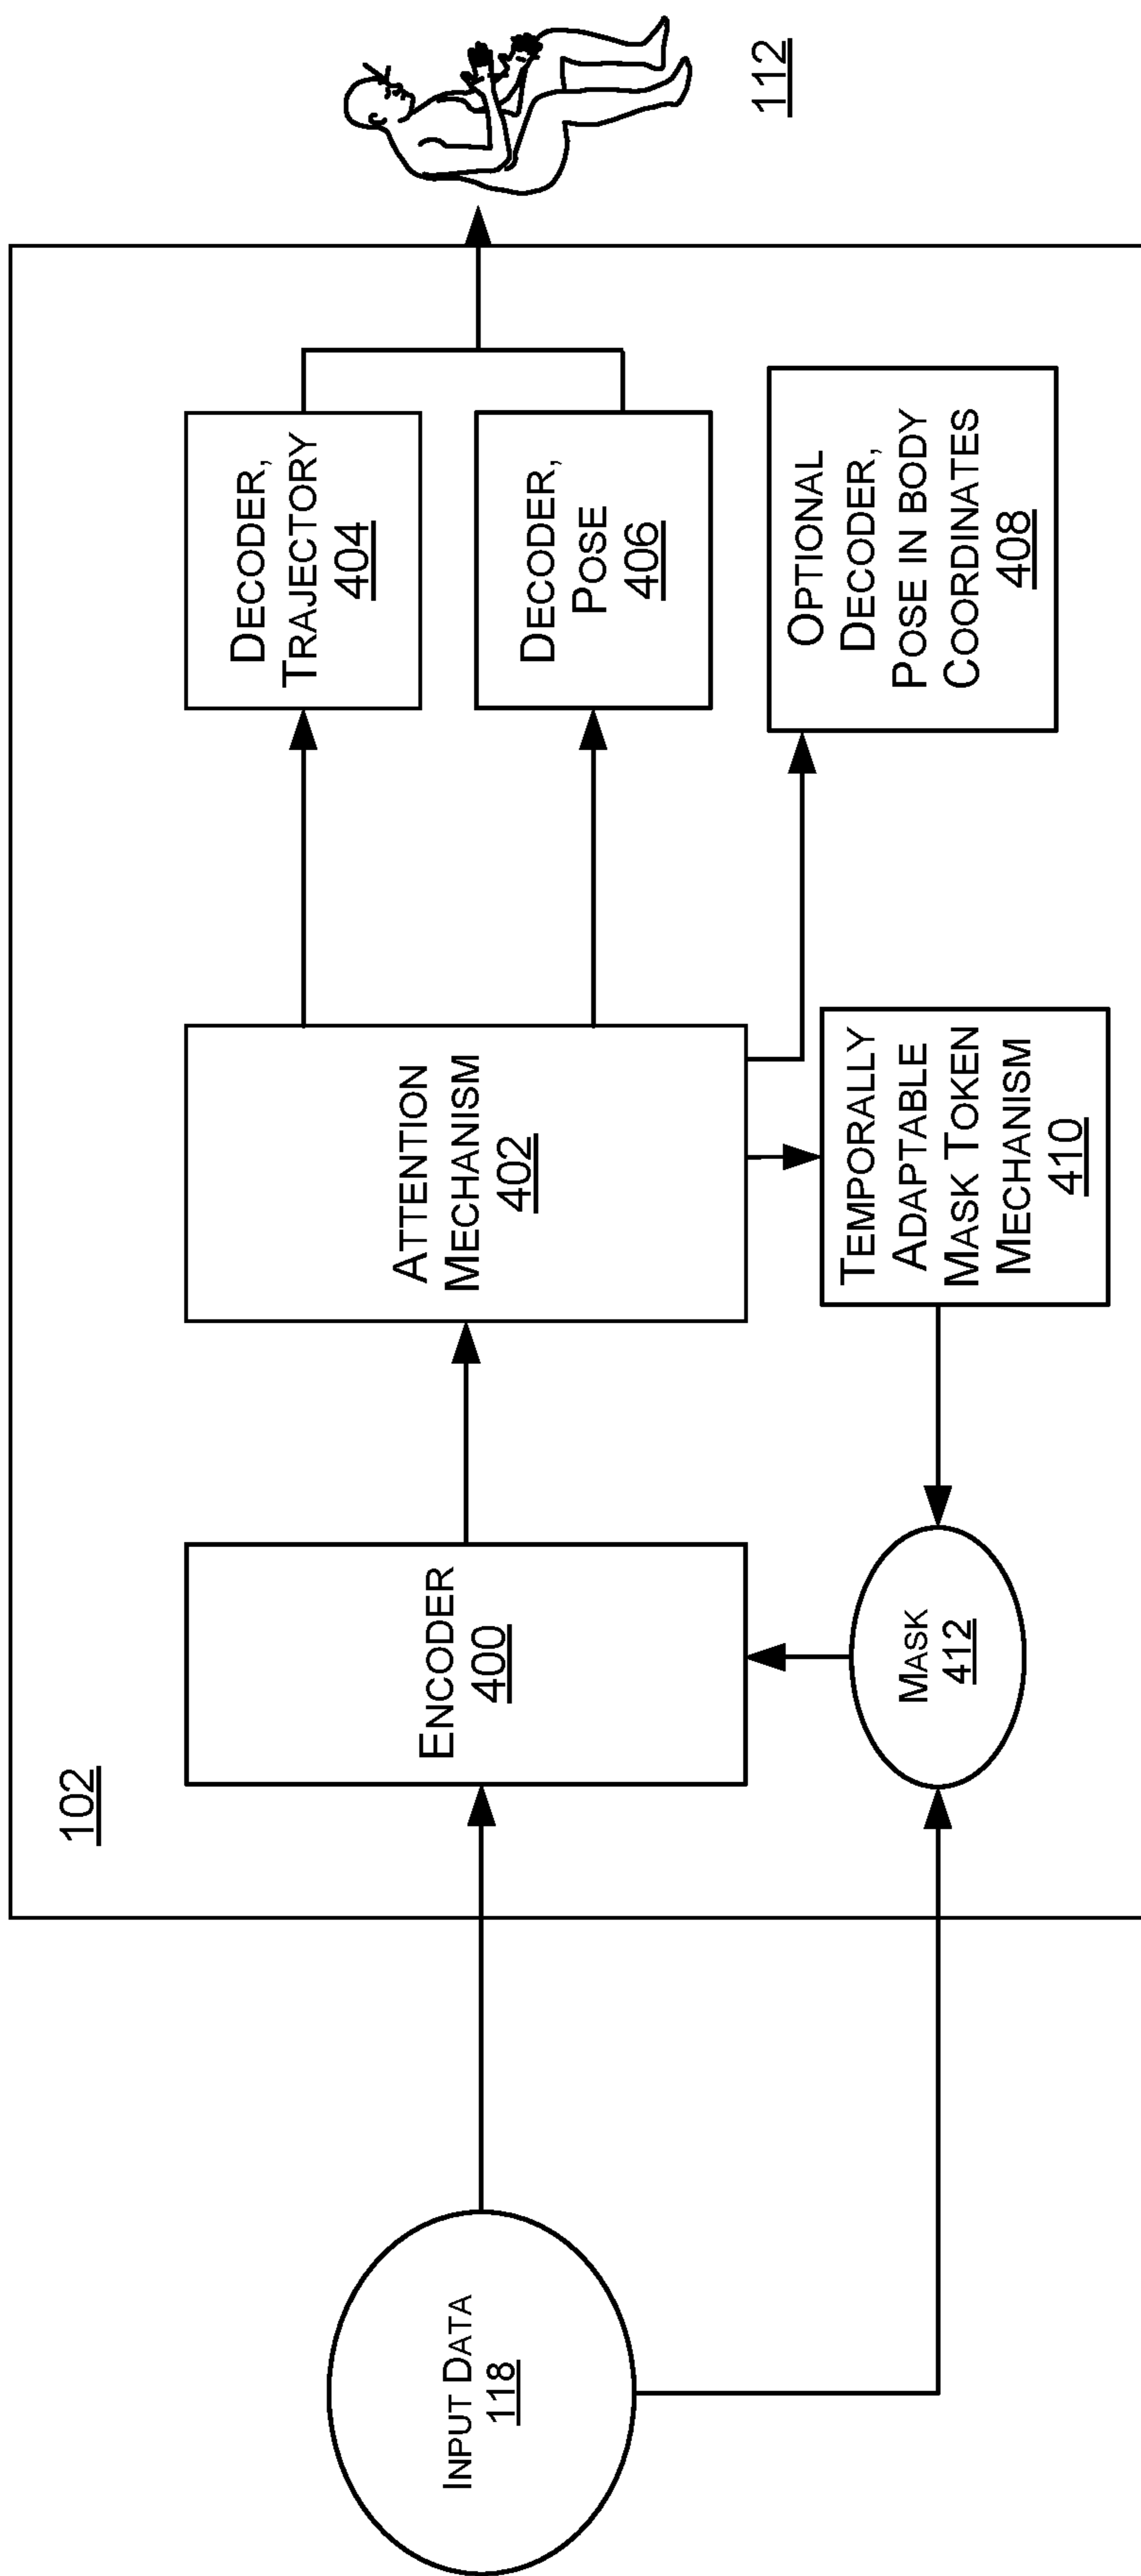 102
INPUT DATA
118
ENCODER
400
MASK
412
ATTENTION
MECHANISM
402
TEMPORALLY
ADAPTABLE
MASK TOKEN
MECHANISM
410
DECODER,
TRAJECTORY
404
DECODER,
POSE
406
OPTIONAL
DECODER,
POSE IN BODY
COORDINATES
408
112